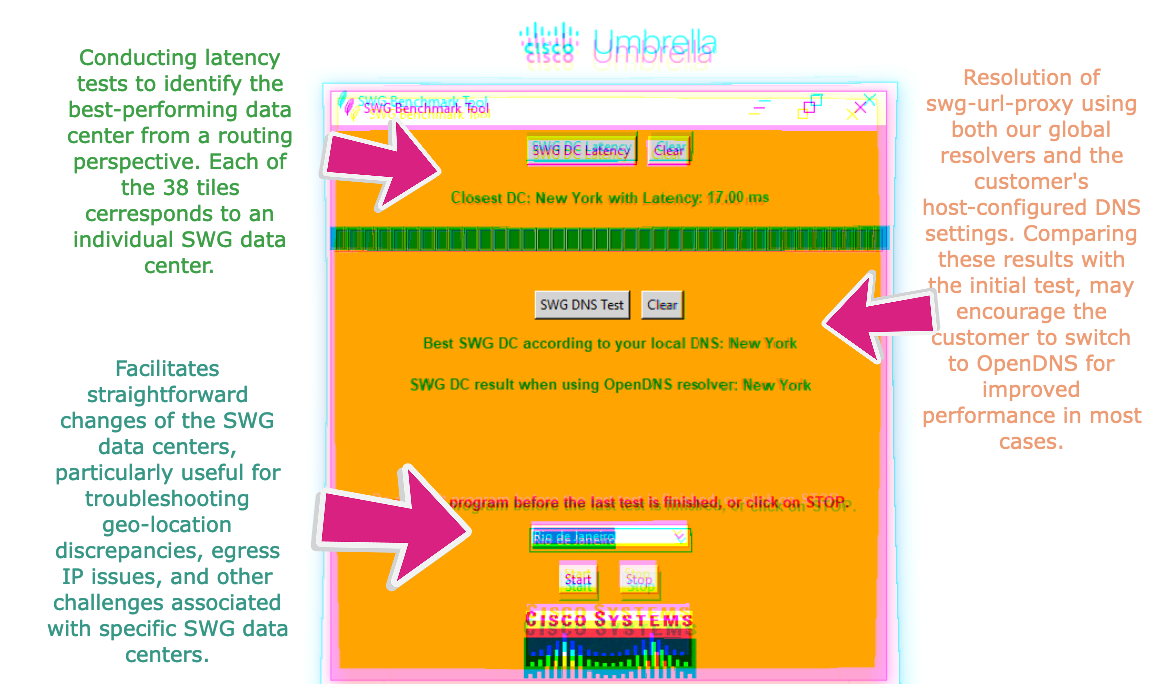 cisco Umbrella
Conducting latency
tests to identify the
best-performing data
center from a routing
perspective. Each of
the 38 tiles
cerresponds to an
individual SWG data
center.
Facilitates
straightforward
changes of the SWG
data centers,
particularly useful for
troubleshooting
geo-location
discrepancies, egress
IP issues, and other
challenges associated
with specific SWG data
centers.
SWG Benchmark Tool
SWG DC Latency Clear
Closest DC: New York with Latency: 17.00 ms
SWG DNS Test Clear
Best SWG DC according to your local DNS: New York
SWG DC result when using OpenDNS resolver: New York
program before the last test is finished, or click on STOP.
Rio de Janeiro
Start Stop
CISCO SYSTEMS
Resolution of
swg-url-proxy using
both our global
resolvers and the
customer's
host-configured DNS
settings. Comparing
these results with
the initial test, may
encourage the
customer to switch
to OpenDNS for
improved
performance in most
cases.